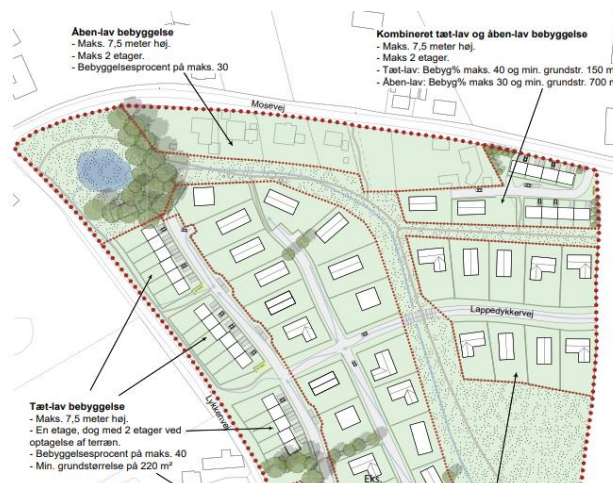 Åben-lav bebyggelse
- Maks. 7,5 meter høj.
- Maks 2 etager.
- Bebyggelsesprocent på maks. 30
Kombineret tæt-lav og åben-lav bebyggelse
- Maks. 7,5 meter høj.
- Maks 2 etager.
- Tæt-lav: Bebyg% maks. 40 og min. grundstr. 150 m
- Åben-lav: Bebyg% maks 30 og min. grundstr. 700 m
Mosevej
Lappedykkervej
Lykkenvej
Tæt-lav bebyggelse
- Maks. 7,5 meter høj.
- En etage, dog med 2 etager ved
optagelse af terræn.
- Bebyggelsesprocent på maks. 40
- Min. grundstørrelse på 220 m²
Eks.